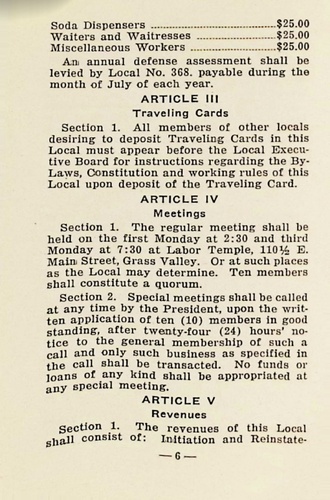 Soda Dispensers ........................ $25.00
Waiters and Waitresses ................ $25.00
Miscellaneous Workers ................ $25.00
An annual defense assessment shall be
levied by Local No. 368. payable during the
month of July of each year.
ARTICLE III
Traveling Cards
Section 1. All members of other locals
desiring to deposit Traveling Cards in this
Local must appear before the Local Execu-
tive Board for instructions regarding the By-
Laws, Constitution and working rules of this
Local upon deposit of the Traveling Card.
ARTICLE IV
Meetings
Section 1. The regular meeting shall be
held on the first Monday at 2:30 and third
Monday at 7:30 at Labor Temple, 110½ E.
Main Street, Grass Valley. Or at such places
as the Local may determine. Ten members
shall constitute a quorum.
Section 2. Special meetings shall be called
at any time by the President, upon the writ-
ten application of ten (10) members in good
standing, after twenty-four (24) hours' no-
tice to the general membership of such a
call and only such business as specified in
the call shall be transacted. No funds or
loans of any kind shall be appropriated at
any special meeting.
ARTICLE V
Revenues
Section 1. The revenues of this Local
shall consist of: Initiation and Reinstate-
— 6 —